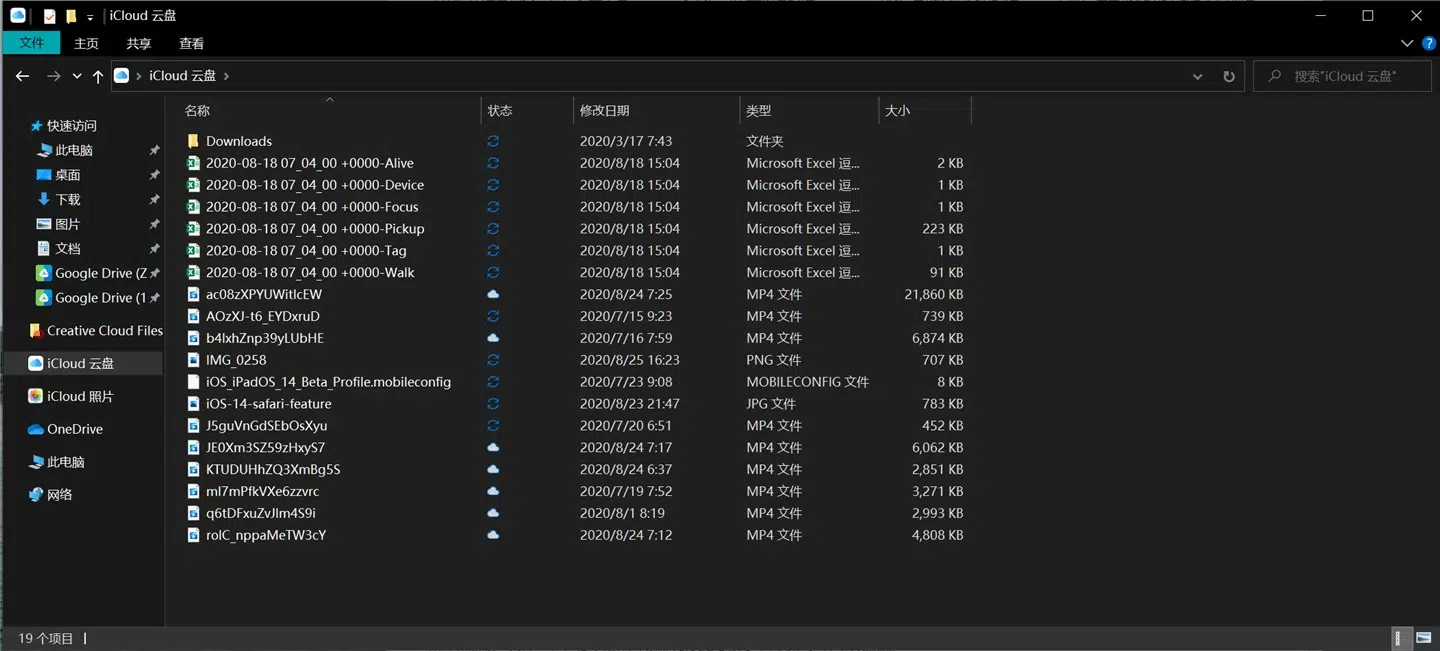 iCloud 云盘
文件 主页 共享 查看
iCloud 云盘
搜索"iCloud 云盘"
名称 状态 修改日期 类型 大小
快速访问
此电脑
桌面
下载
图片
文档
Google Drive (Z
Google Drive (1
Creative Cloud Files
iCloud 云盘
iCloud 照片
OneDrive
此电脑
网络
Downloads 2020/3/17 7:43 文件夹
2020-08-18 07_04_00 +0000-Alive 2020/8/18 15:04 Microsoft Excel 逗... 2 KB
2020-08-18 07_04_00 +0000-Device 2020/8/18 15:04 Microsoft Excel 逗... 1 KB
2020-08-18 07_04_00 +0000-Focus 2020/8/18 15:04 Microsoft Excel 逗... 1 KB
2020-08-18 07_04_00 +0000-Pickup 2020/8/18 15:04 Microsoft Excel 逗... 223 KB
2020-08-18 07_04_00 +0000-Tag 2020/8/18 15:04 Microsoft Excel 逗... 1 KB
2020-08-18 07_04_00 +0000-Walk 2020/8/18 15:04 Microsoft Excel 逗... 91 KB
ac08zXPYUWitIcEW 2020/8/24 7:25 MP4 文件 21,860 KB
AOzXJ-t6_EYDxruD 2020/7/15 9:23 MP4 文件 739 KB
b4lxhZnp39yLUbHE 2020/7/16 7:59 MP4 文件 6,874 KB
IMG_0258 2020/8/25 16:23 PNG 文件 707 KB
iOS_iPadOS_14_Beta_Profile.mobileconfig 2020/7/23 9:08 MOBILECONFIG 文件 8 KB
iOS-14-safari-feature 2020/8/23 21:47 JPG 文件 783 KB
J5guVnGdSEbOsXyu 2020/7/20 6:51 MP4 文件 452 KB
JE0Xm3SZ59zHxyS7 2020/8/24 7:17 MP4 文件 6,062 KB
KTUDUHhZQ3XmBg5S 2020/8/24 6:37 MP4 文件 2,851 KB
ml7mPfkVXe6zzvrc 2020/7/19 7:52 MP4 文件 3,271 KB
q6tDFxuZvJlm4S9i 2020/8/1 8:19 MP4 文件 2,993 KB
rolC_nppaMeTW3cY 2020/8/24 7:12 MP4 文件 4,808 KB
19 个项目